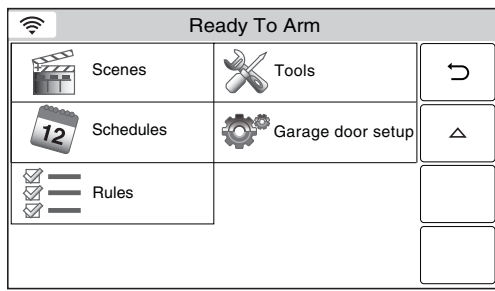 Ready To Arm
Scenes
Tools
12
Schedules
Garage door setup
Rules